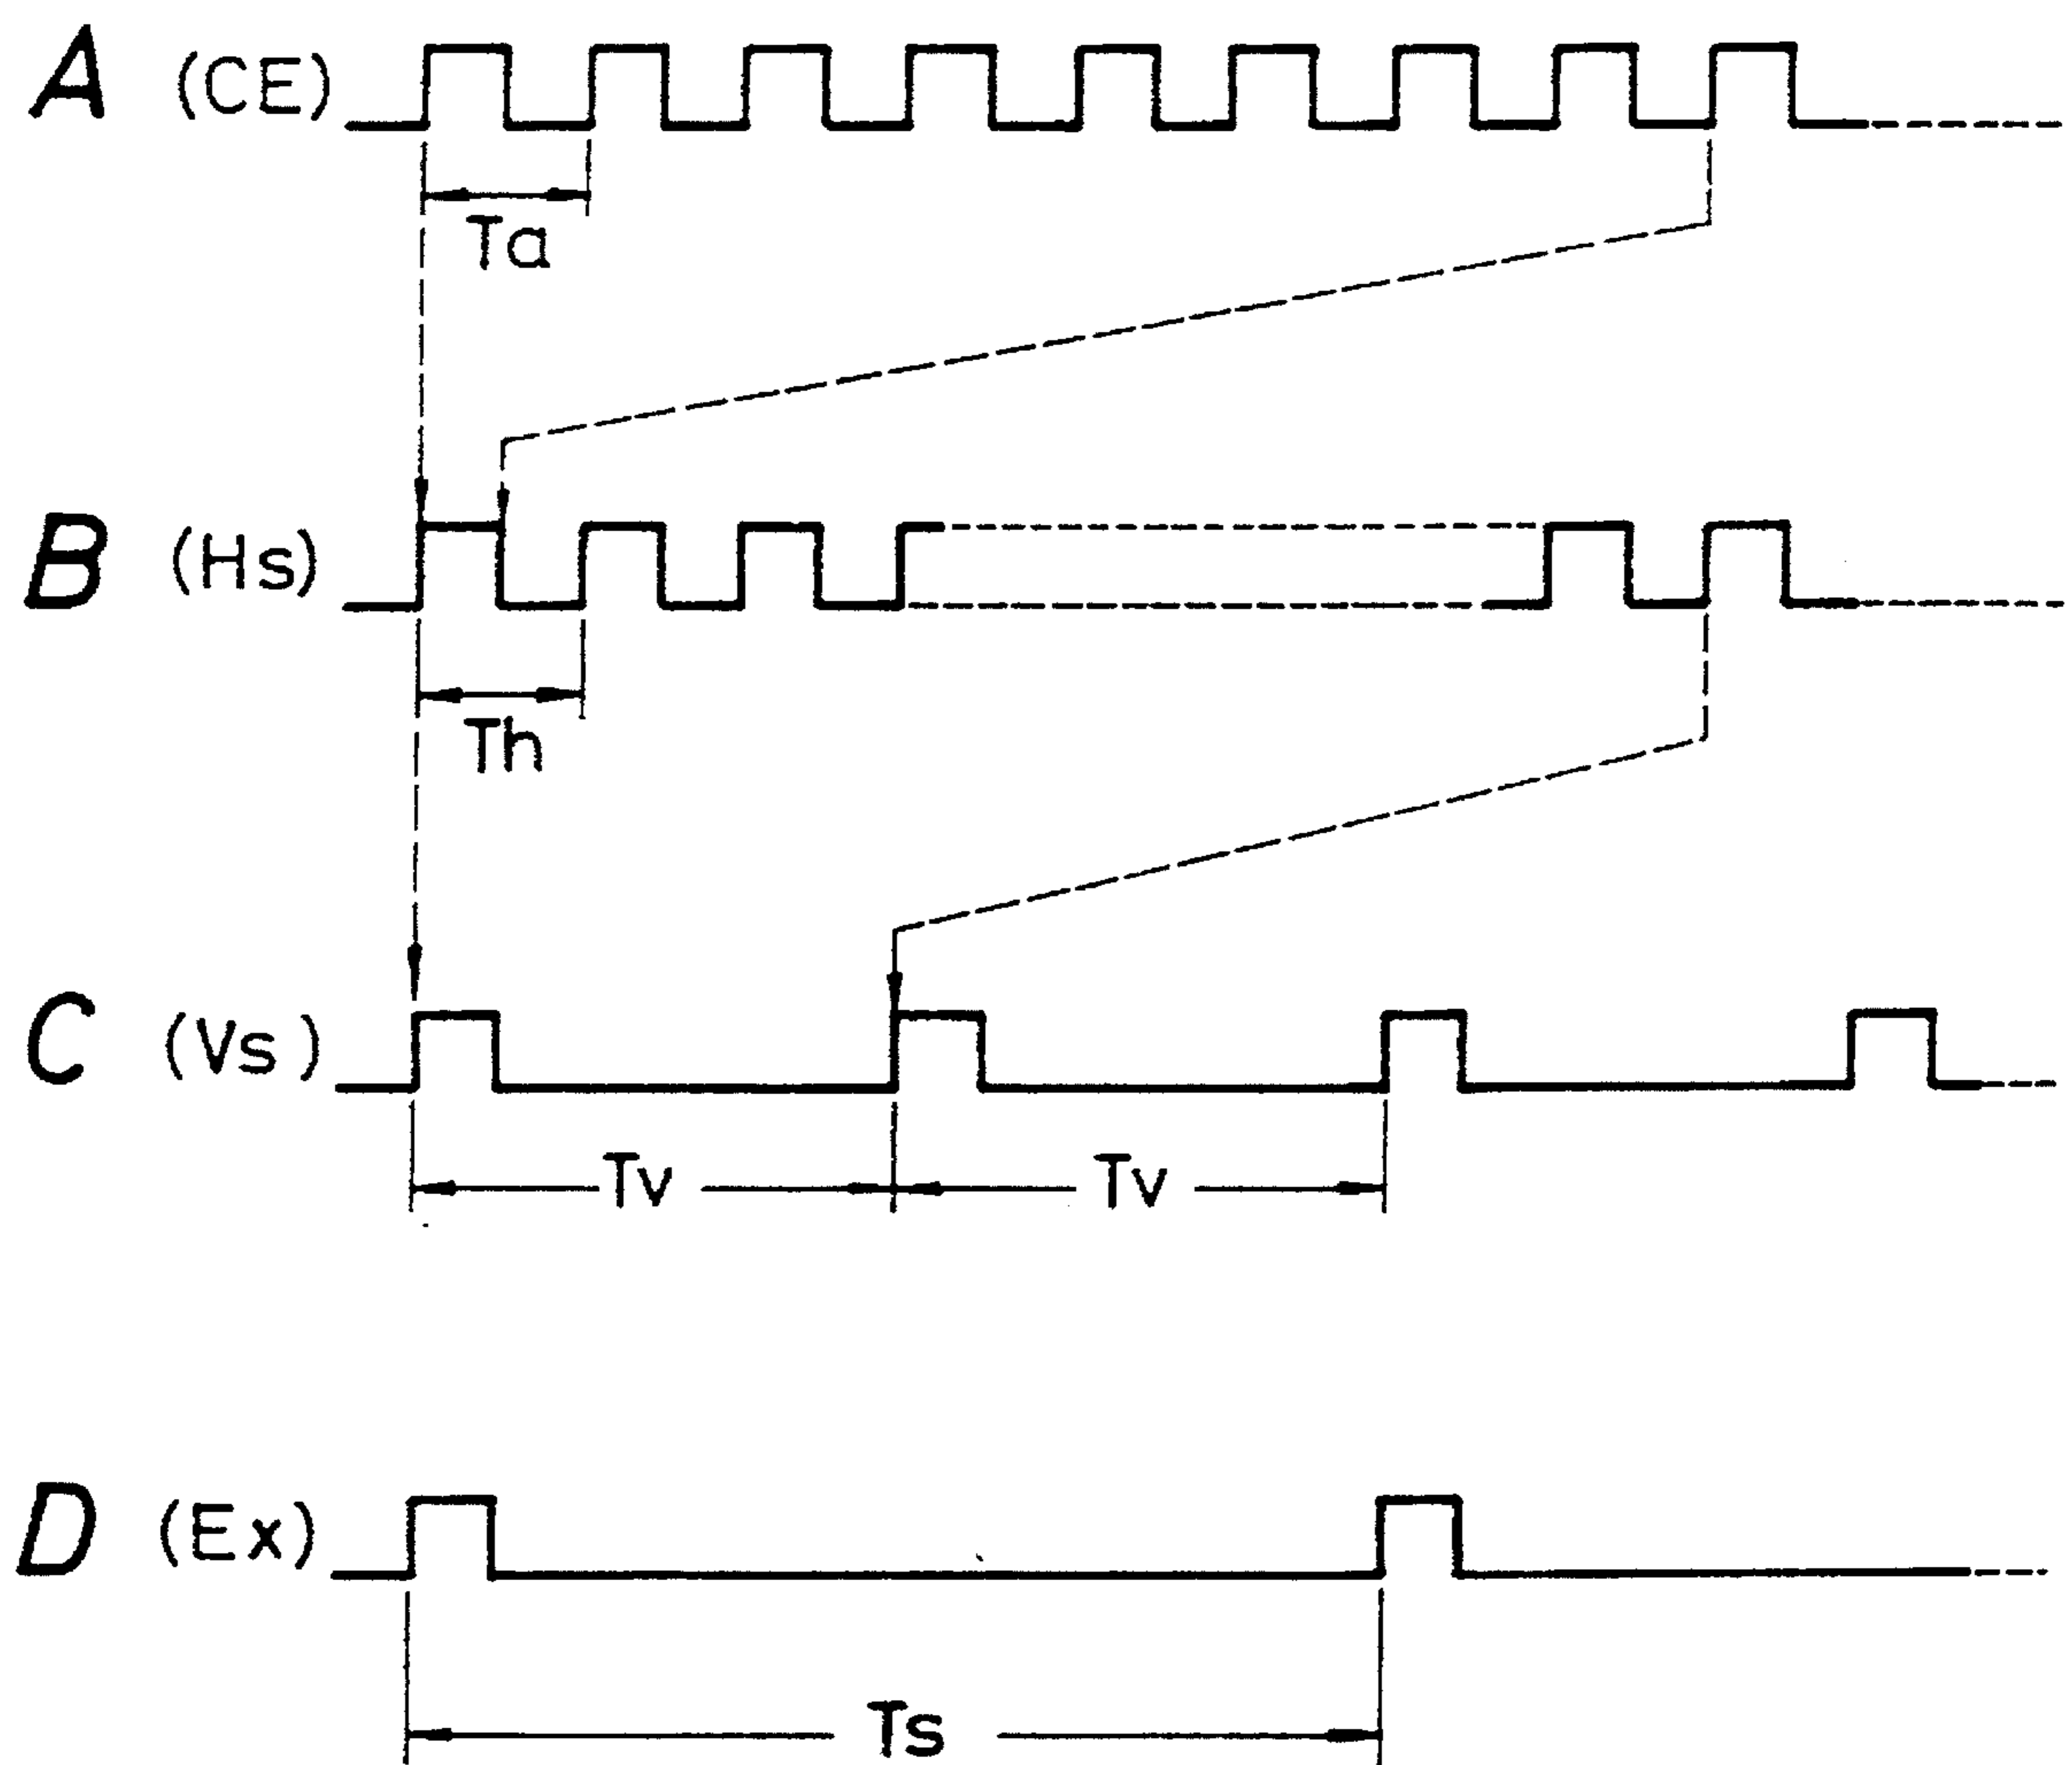 A (CE)
Ta
B (Hs)
Th
C (Vs)
Tv Tv
D (Ex)
Ts